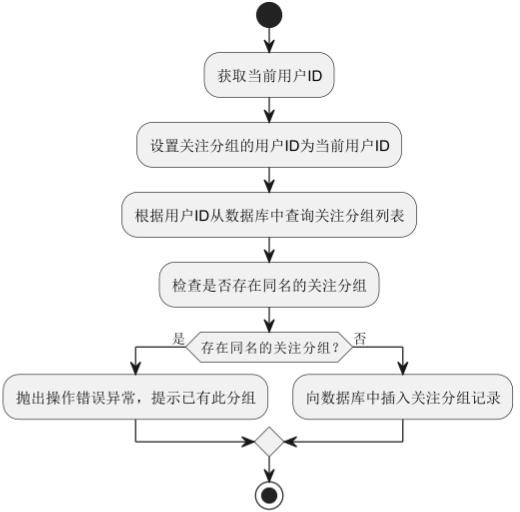 获取当前用户ID
设置关注分组的用户ID为当前用户ID
根据用户ID从数据库中查询关注分组列表
检查是否存在同名的关注分组
是
存在同名的关注分组？
否
抛出操作错误异常，提示已有此分组
向数据库中插入关注分组记录